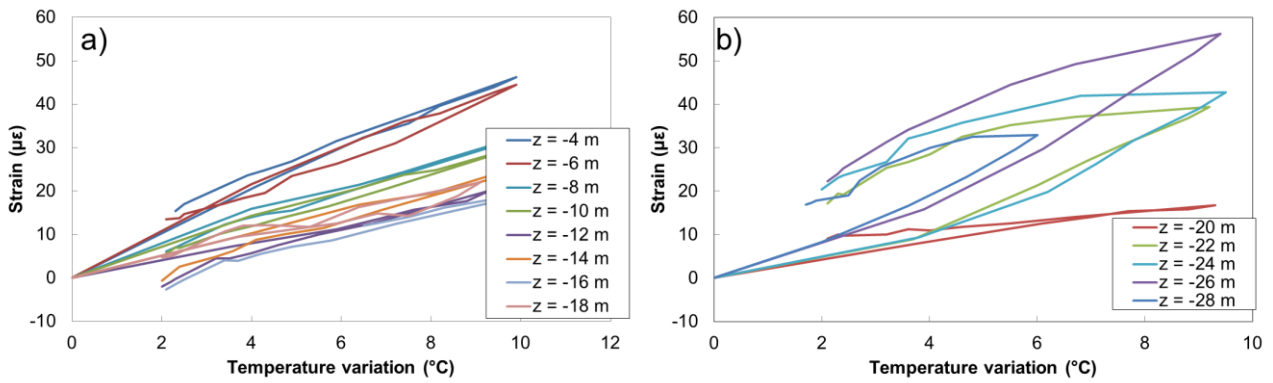 a)
60
50
40
30
20
10
0
-10
Strain (µε)
0 2 4 6 8 10 12
Temperature variation (°C)
z = -4 m
z = -6 m
z = -8 m
z = -10 m
z = -12 m
z = -14 m
z = -16 m
z = -18 m
b)
60
50
40
30
20
10
0
-10
Strain (µε)
0 2 4 6 8 10
Temperature variation (°C)
z = -20 m
z = -22 m
z = -24 m
z = -26 m
z = -28 m